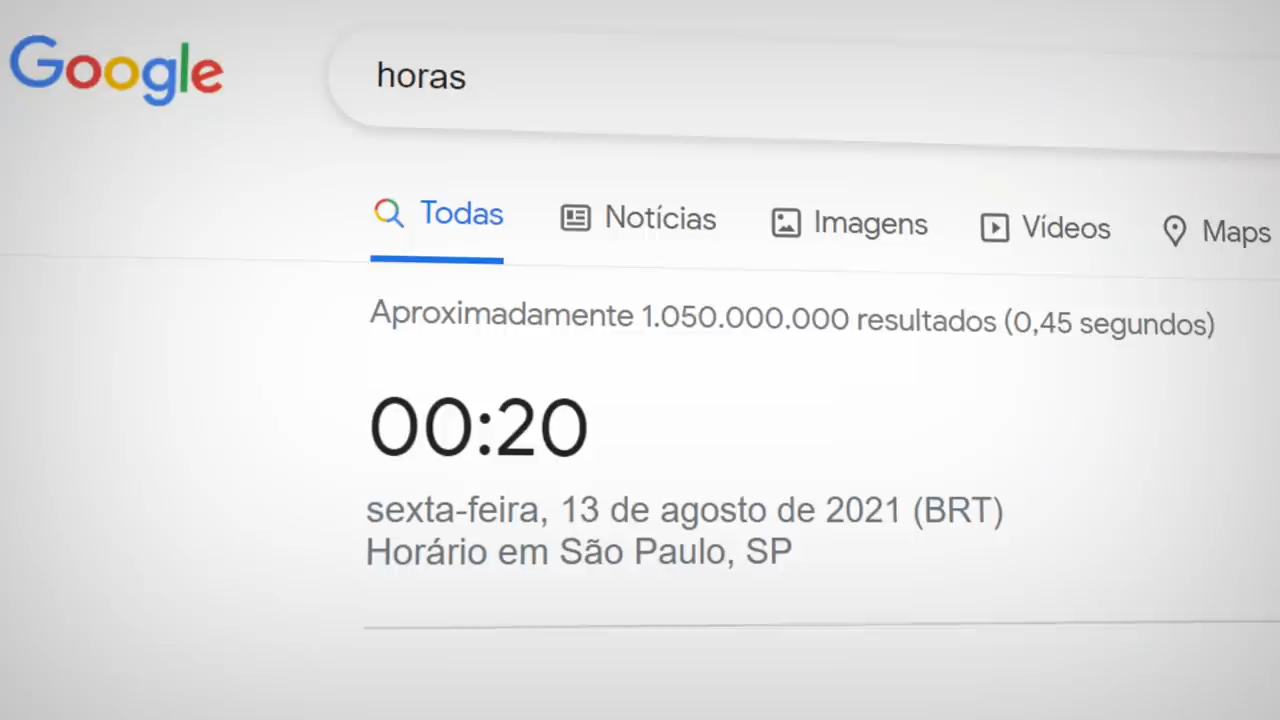 Google
horas
Todas Notícias Imagens Vídeos Maps
Aproximadamente 1.050.000.000 resultados (0,45 segundos)
00:20
sexta-feira, 13 de agosto de 2021 (BRT)
Horário em São Paulo, SP